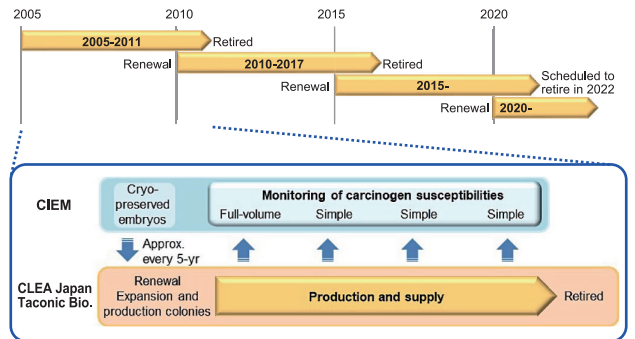 2005 2010 2015 2020
2005-2011 Retired
Renewal 2010-2017 Retired
Renewal 2015- Scheduled to
retire in 2022
Renewal 2020-
CIEM
Cryo-
preserved
embryos
Monitoring of carcinogen susceptibilities
Full-volume Simple Simple Simple
Approx.
every 5-yr
CLEA Japan
Taconic Bio.
Renewal
Expansion and
production colonies
Production and supply
Retired